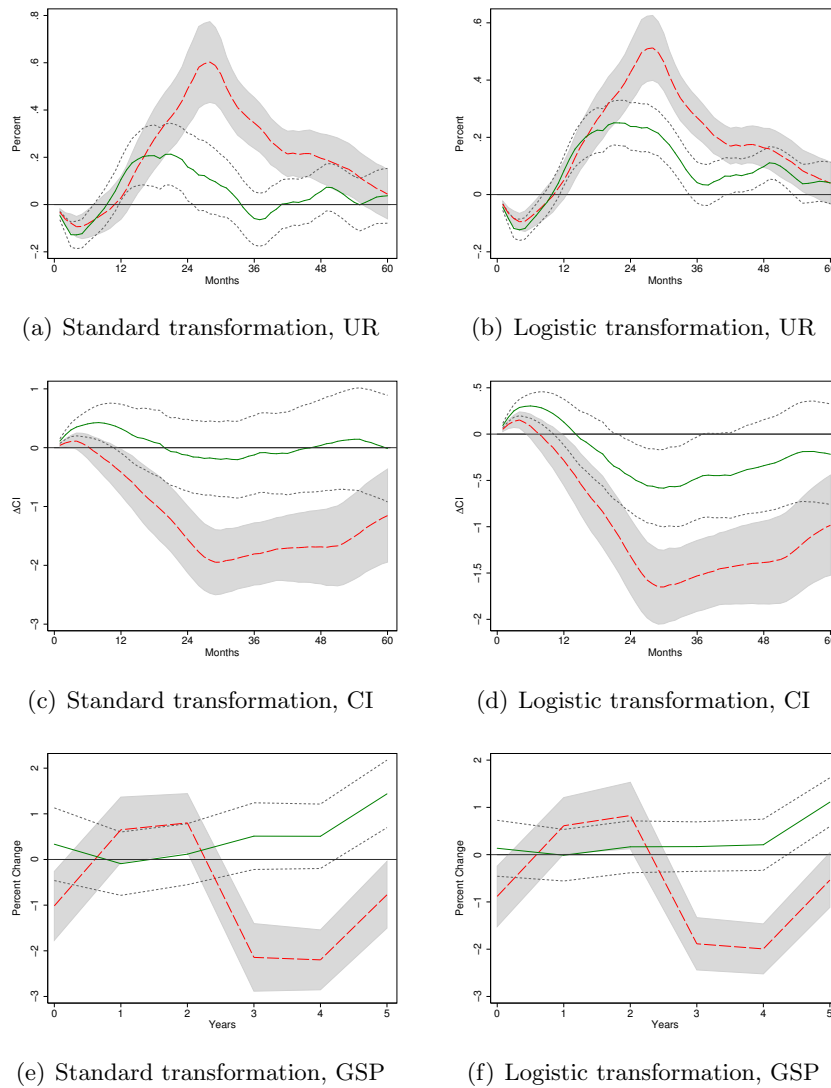 .8
.6
.4
.2
0
-.2
Percent
0 12 24 36 48 60
Months
(a) Standard transformation, UR
.6
.4
.2
0
-.2
Percent
0 12 24 36 48 60
Months
(b) Logistic transformation, UR
1
0
-1
-2
-3
ΔCI
0 12 24 36 48 60
Months
(c) Standard transformation, CI
.5
0
-.5
-1
-1.5
-2
ΔCI
0 12 24 36 48 60
Months
(d) Logistic transformation, CI
2
1
0
-1
-2
-3
Percent Change
0 1 2 3 4 5
Years
(e) Standard transformation, GSP
2
1
0
-1
-2
-3
Percent Change
0 1 2 3 4 5
Years
(f) Logistic transformation, GSP